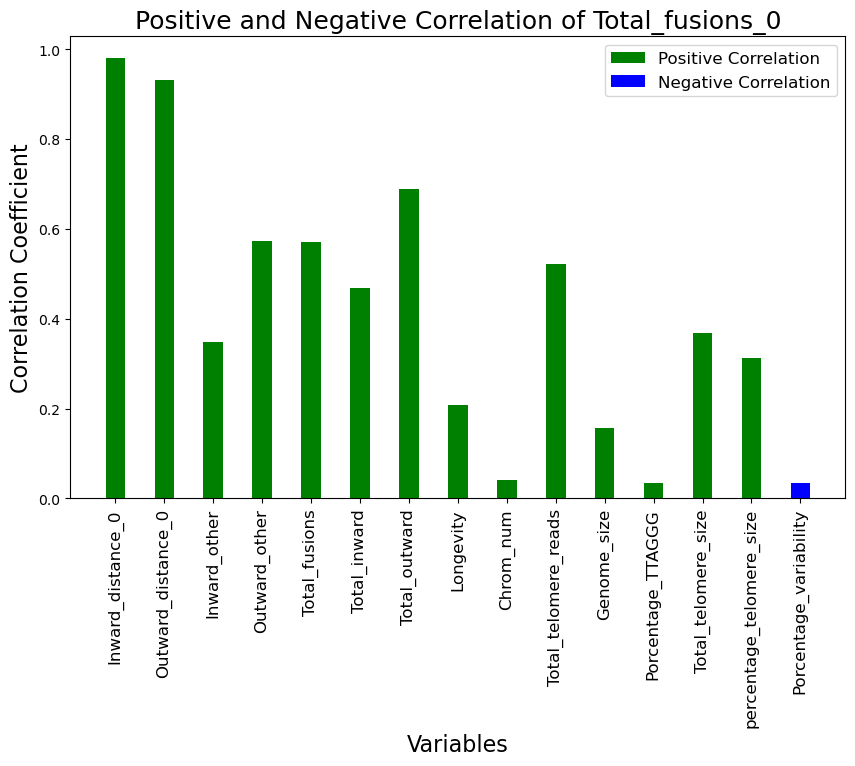 Positive and Negative Correlation of Total_fusions_0
Positive Correlation
Negative Correlation
Correlation Coefficient
1.0
0.8
0.6
0.4
0.2
0.0
Inward_distance_0
Outward_distance_0
Inward_other
Outward_other
Total_fusions
Total_inward
Total_outward
Longevity
Chrom_num
Total_telomere_reads
Genome_size
Porcentage_TTAGGG
Total_telomere_size
percentage_telomere_size
Porcentage_variability
Variables